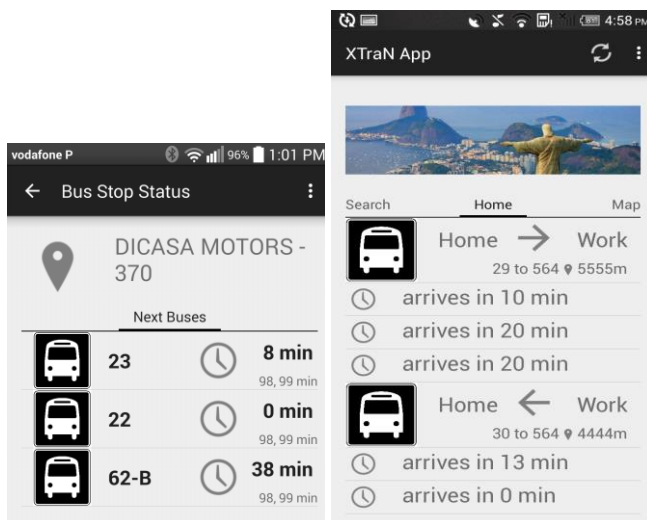 vodafone P 96% 1:01 PM
Bus Stop Status
DICASA MOTORS -
370
Next Buses
23 8 min
98, 99 min
22 0 min
98, 99 min
62-B 38 min
98, 99 min
4:58 PM
XTraN App
Search Home Map
Home → Work
29 to 564 5555m
arrives in 10 min
arrives in 20 min
arrives in 20 min
Home ← Work
30 to 564 4444m
arrives in 13 min
arrives in 0 min